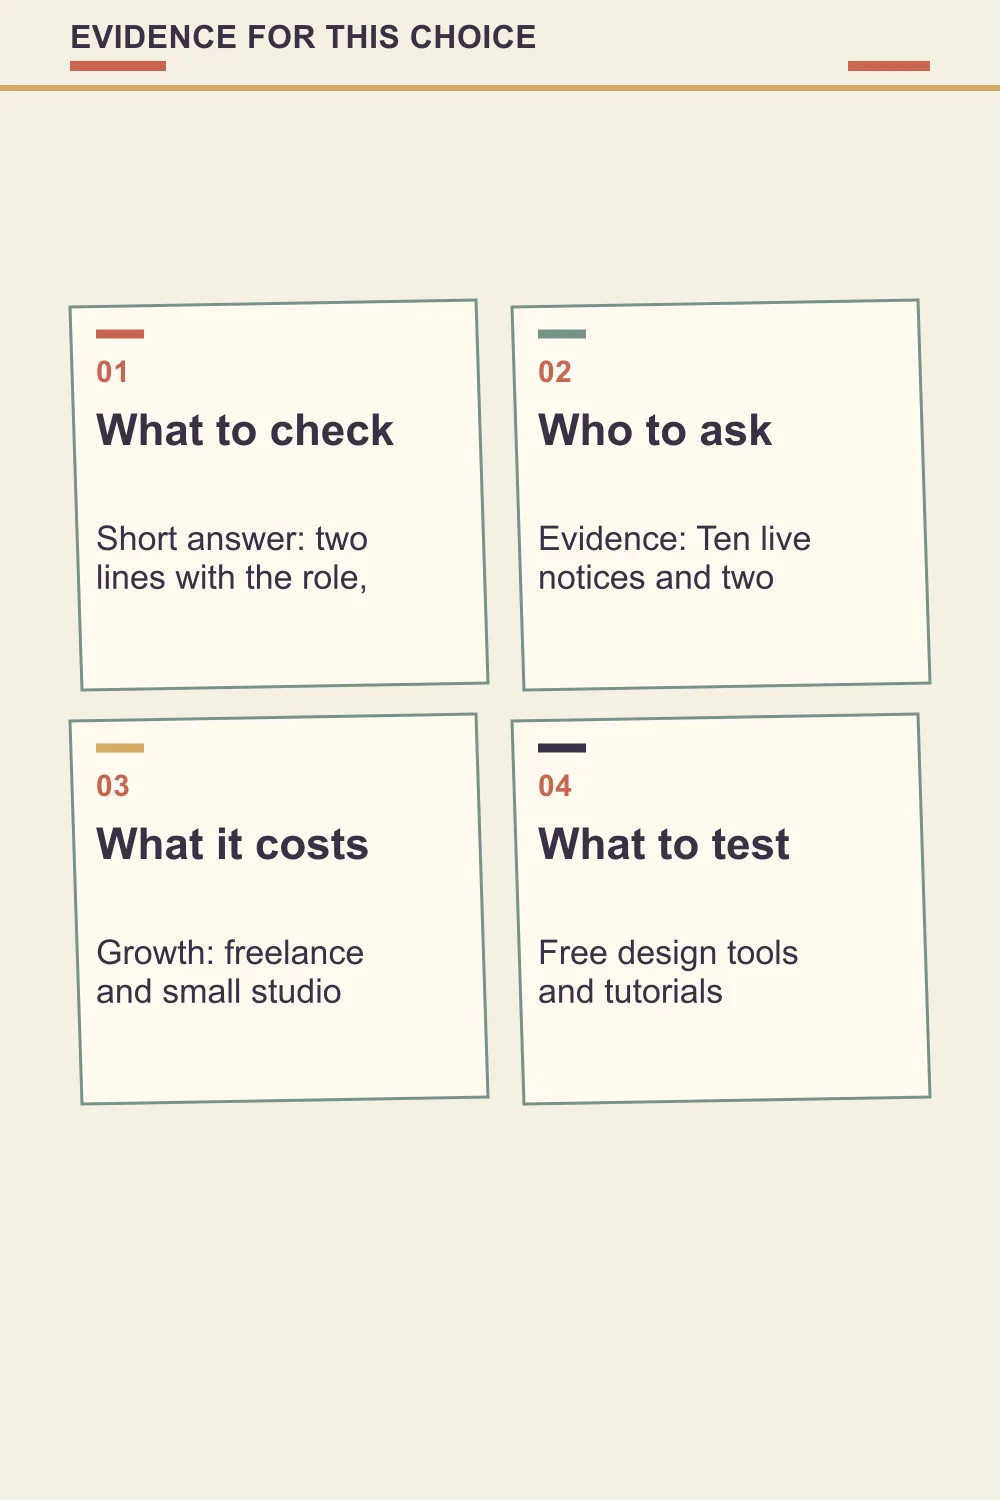 EVIDENCE FOR THIS CHOICE
01
What to check
Short answer: two
lines with the role,
02
Who to ask
Evidence: Ten live
notices and two
03
What it costs
Growth: freelance
and small studio
04
What to test
Free design tools
and tutorials